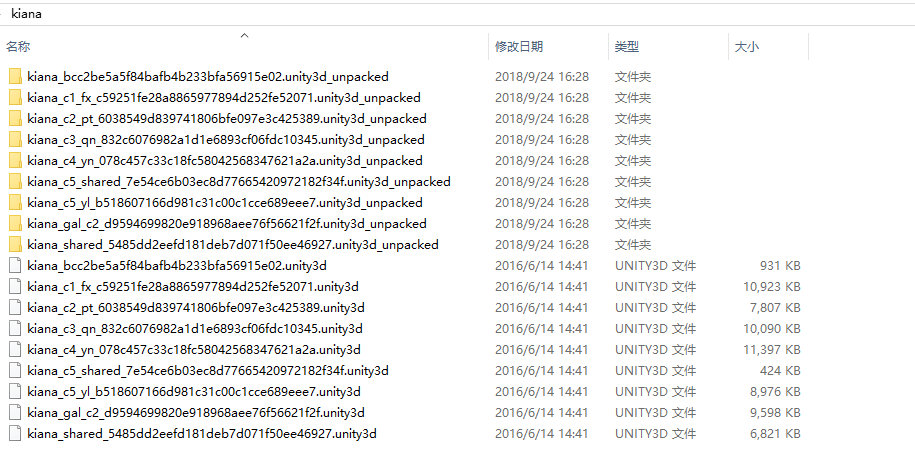 kiana
名称 修改日期 类型 大小
kiana_bcc2be5a5f84bafb4b233bfa56915e02.unity3d_unpacked 2018/9/24 16:28 文件夹
kiana_c1_fx_c59251fe28a8865977894d252fe52071.unity3d_unpacked 2018/9/24 16:28 文件夹
kiana_c2_pt_6038549d839741806bfe097e3c425389.unity3d_unpacked 2018/9/24 16:28 文件夹
kiana_c3_qn_832c6076982a1d1e6893cf06fdc10345.unity3d_unpacked 2018/9/24 16:28 文件夹
kiana_c4_yn_078c457c33c18fc58042568347621a2a.unity3d_unpacked 2018/9/24 16:28 文件夹
kiana_c5_shared_7e54ce6b03ec8d77665420972182f34f.unity3d_unpacked 2018/9/24 16:28 文件夹
kiana_c5_yl_b518607166d981c31c00c1cce689eee7.unity3d_unpacked 2018/9/24 16:28 文件夹
kiana_gal_c2_d9594699820e918968aee76f56621f2f.unity3d_unpacked 2018/9/24 16:28 文件夹
kiana_shared_5485dd2eefd181deb7d071f50ee46927.unity3d_unpacked 2018/9/24 16:28 文件夹
kiana_bcc2be5a5f84bafb4b233bfa56915e02.unity3d 2016/6/14 14:41 UNITY3D 文件 931 KB
kiana_c1_fx_c59251fe28a8865977894d252fe52071.unity3d 2016/6/14 14:41 UNITY3D 文件 10,923 KB
kiana_c2_pt_6038549d839741806bfe097e3c425389.unity3d 2016/6/14 14:41 UNITY3D 文件 7,807 KB
kiana_c3_qn_832c6076982a1d1e6893cf06fdc10345.unity3d 2016/6/14 14:41 UNITY3D 文件 10,090 KB
kiana_c4_yn_078c457c33c18fc58042568347621a2a.unity3d 2016/6/14 14:41 UNITY3D 文件 11,397 KB
kiana_c5_shared_7e54ce6b03ec8d77665420972182f34f.unity3d 2016/6/14 14:41 UNITY3D 文件 424 KB
kiana_c5_yl_b518607166d981c31c00c1cce689eee7.unity3d 2016/6/14 14:41 UNITY3D 文件 8,976 KB
kiana_gal_c2_d9594699820e918968aee76f56621f2f.unity3d 2016/6/14 14:41 UNITY3D 文件 9,598 KB
kiana_shared_5485dd2eefd181deb7d071f50ee46927.unity3d 2016/6/14 14:41 UNITY3D 文件 6,821 KB